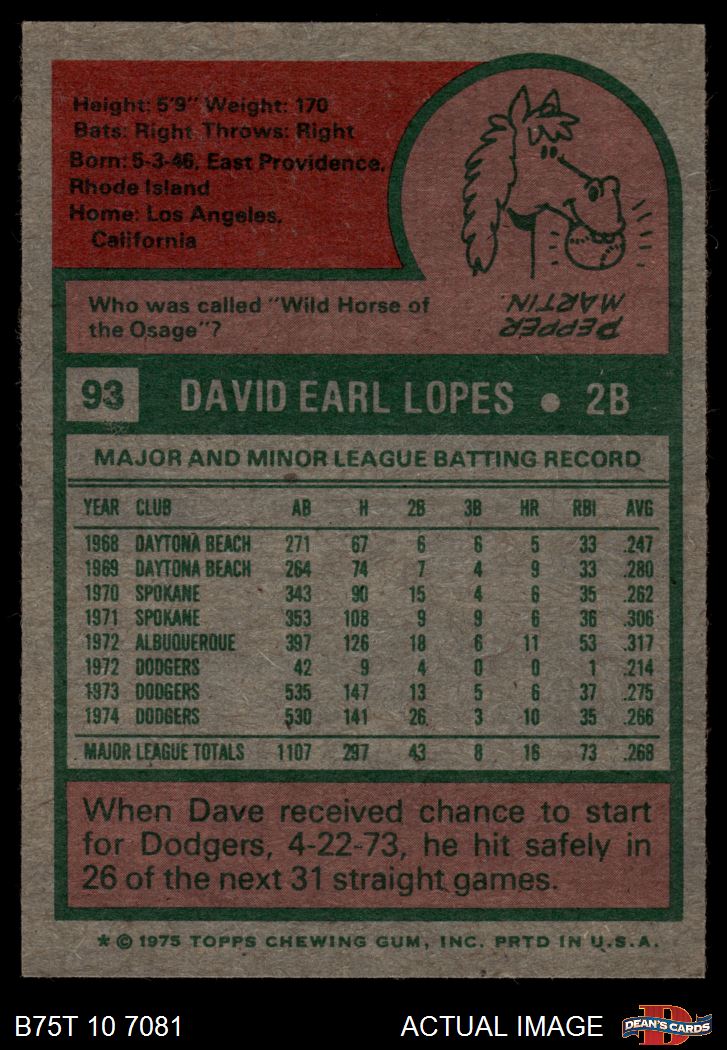 Height: 5'9" Weight: 170
Bats: Right Throws: Right
Born: 5-3-46, East Providence,
Rhode Island
Home: Los Angeles,
California
Who was called "Wild Horse of
the Osage"?
PEPPER
MARTIN
93 DAVID EARL LOPES • 2B
MAJOR AND MINOR LEAGUE BATTING RECORD
YEAR CLUB AB H 2B 3B HR RBI AVG
1968 DAYTONA BEACH 271 67 6 6 5 33 .247
1969 DAYTONA BEACH 264 74 7 4 9 33 .280
1970 SPOKANE 343 90 15 4 6 35 .262
1971 SPOKANE 353 108 9 9 6 36 .306
1972 ALBUQUERQUE 397 126 18 6 11 53 .317
1972 DODGERS 42 9 4 0 0 1 .214
1973 DODGERS 535 147 13 5 6 37 .275
1974 DODGERS 530 141 26 3 10 35 .266
MAJOR LEAGUE TOTALS 1107 297 43 8 16 73 .268
When Dave received chance to start
for Dodgers, 4-22-73, he hit safely in
26 of the next 31 straight games.
* © 1975 TOPPS CHEWING GUM, INC. PRTD IN U.S.A.
B75T 10 7081 ACTUAL IMAGE D DEAN'S CARDS